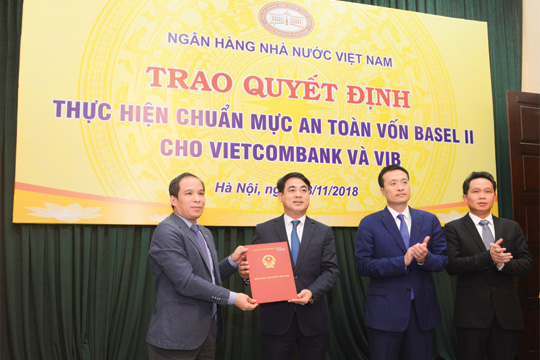 NGÂN HÀNG NHÀ NƯỚC VIỆT NAM
TRAO QUYẾT ĐỊNH
THỰC HIỆN CHUẨN MỰC AN TOÀN VỐN BASEL II
CHO VIETCOMBANK VÀ VIB
Hà Nội, 8/11/2018